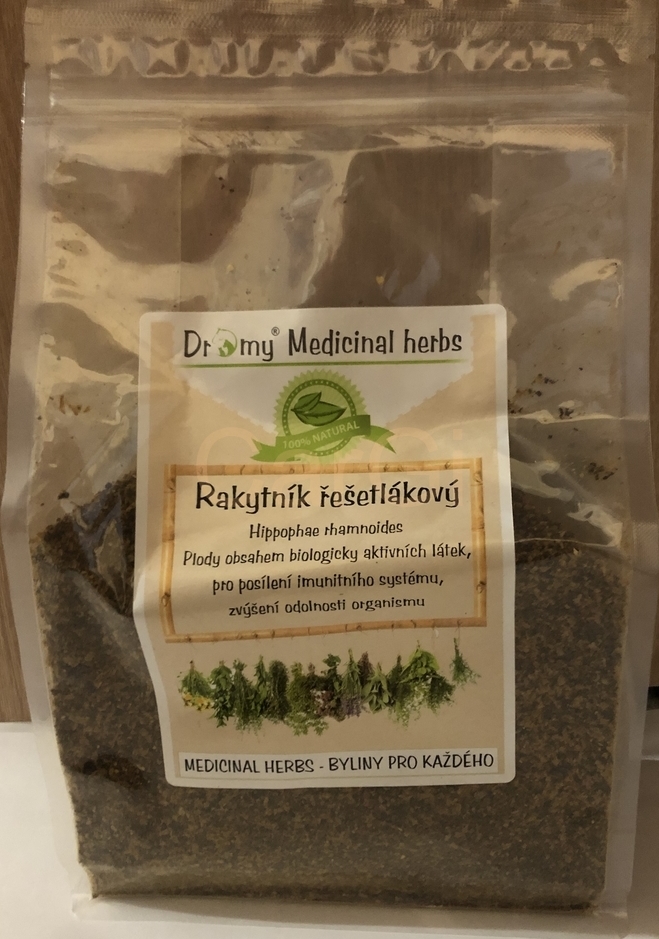 Dromy® Medicinal herbs
100% NATURAL
Rakytník řešetlákový
Hippophae rhamnoides
Plody obsahem biologicky aktivních látek,
pro posílení imunitního systému,
zvýšení odolnosti organismu
MEDICINAL HERBS - BYLINY PRO KAŽDÉHO